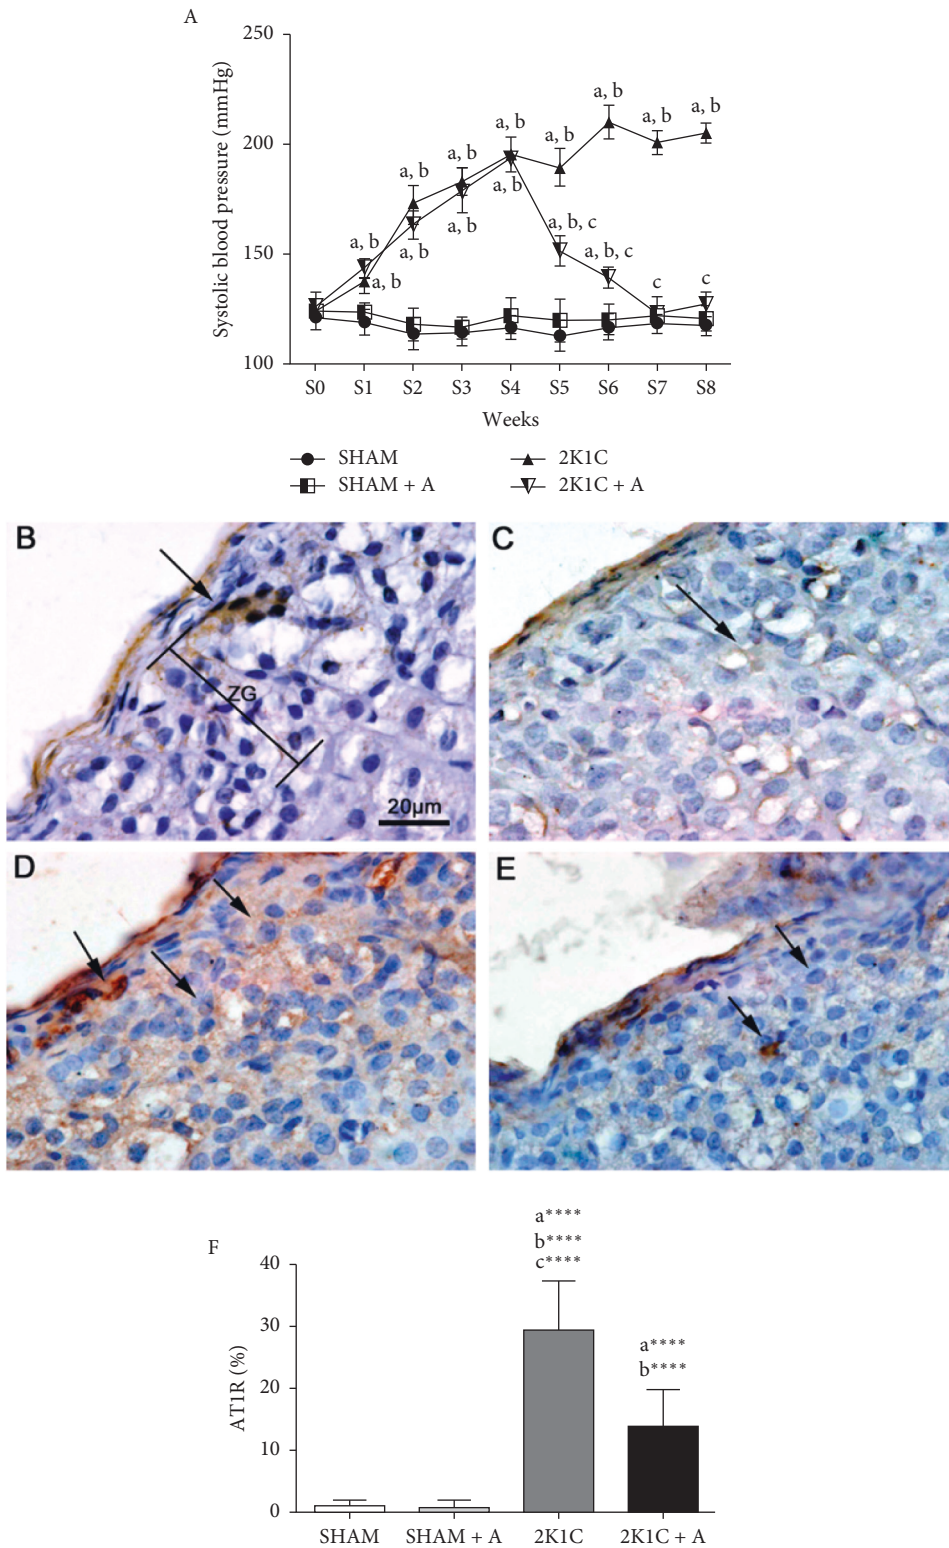 A
250
200
150
100
Systolic blood pressure (mmHg)
a, b
a, b
a, b
a, b
a, b
a, b
a, b
a, b
a, b
a, b
a, b
a, b
a, b, c
a, b, c
c
c
S0 S1 S2 S3 S4 S5 S6 S7 S8
Weeks
SHAM 2K1C
SHAM + A 2K1C + A
B
ZG
20µm
C
D
E
F
a****
b****
c****
a****
b****
40
30
20
10
0
AT1R (%)
SHAM SHAM + A 2K1C 2K1C + A